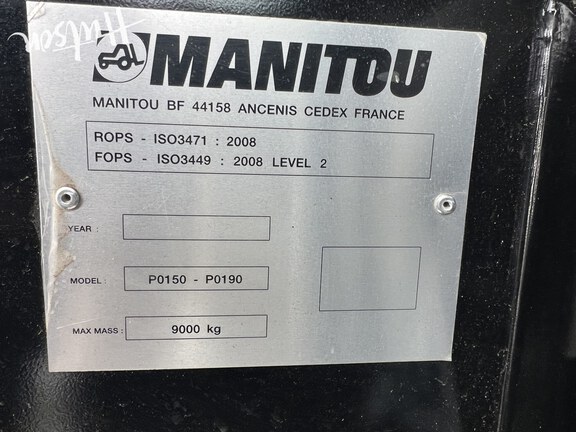 Hutson
MANITOU
MANITOU BF 44158 ANCENIS CEDEX FRANCE
ROPS - ISO3471 : 2008
FOPS - ISO3449 : 2008 LEVEL 2
YEAR :
MODEL : P0150 - P0190
MAX MASS : 9000 kg